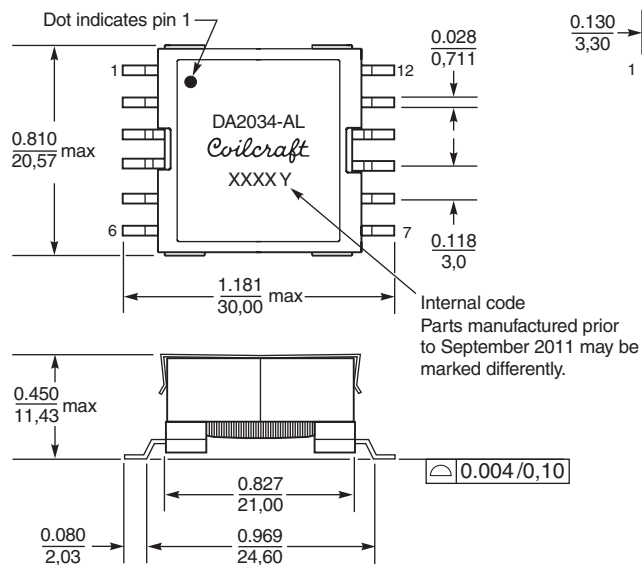 Dot indicates pin 1
0.130
3,30
1
0.028
0,711
1
12
DA2034-AL
Coilcraft
XXXX Y
0.810
20,57 max
6
7
0.118
3,0
1.181
30,00 max
Internal code
Parts manufactured prior
to September 2011 may be
marked differently.
0.450
11,43 max
0.004/0,10
0.827
21,00
0.080
2,03
0.969
24,60